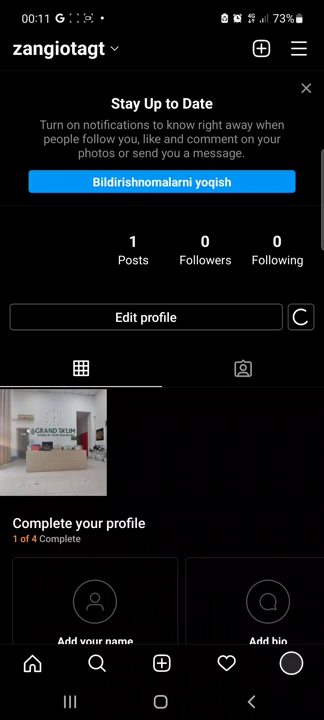 00:11 G
73%
zangiotagt
Stay Up to Date
Turn on notifications to know right away when
people follow you, like and comment on your
photos or send you a message.
Bildirishnomalarni yoqish
1 0 0
Posts Followers Following
Edit profile
GRAND TA'LIM
Complete your profile
1 of 4 Complete
Add your name Add bio